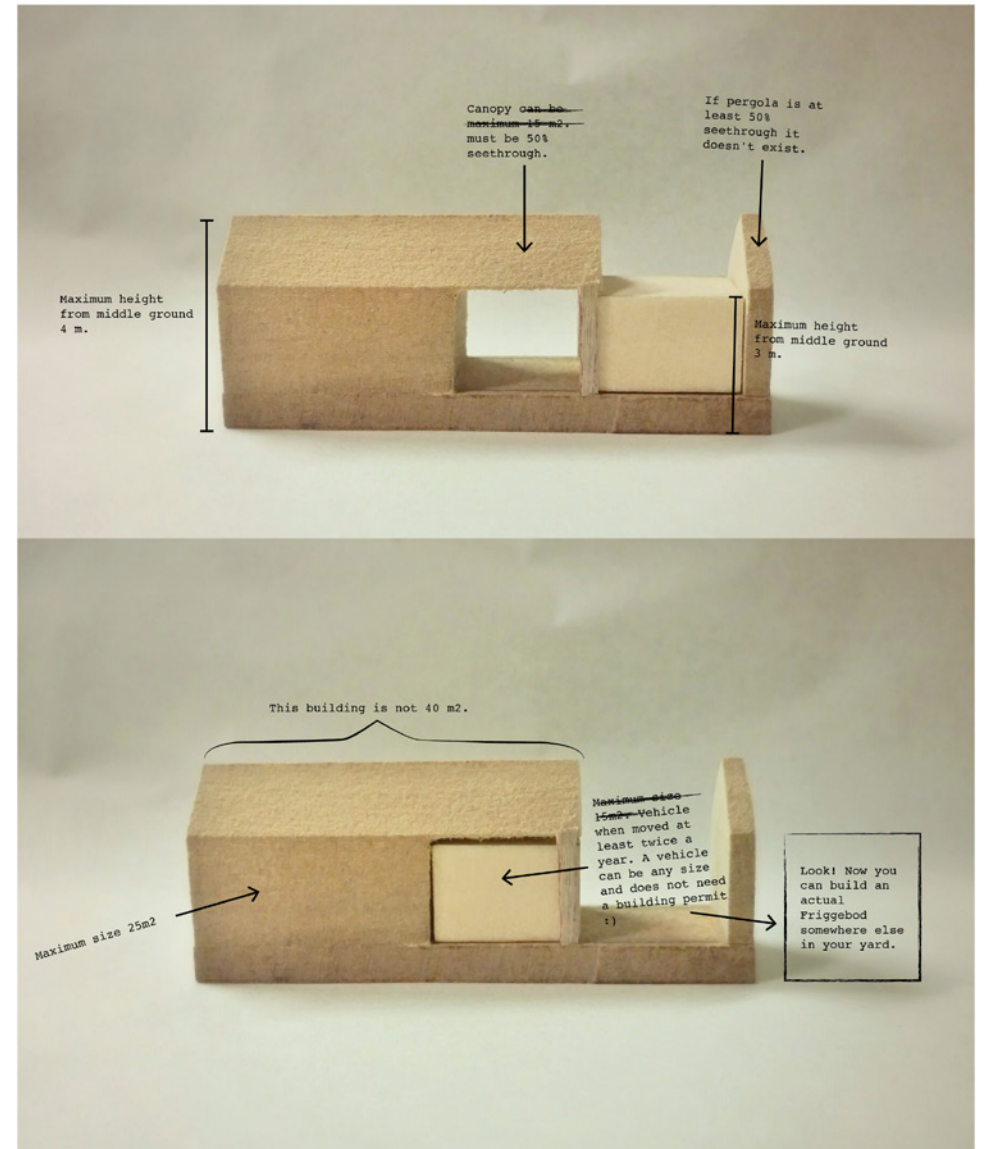 Canopy can be
maximum 15 m2.
must be 50%
seethrough.
If pergola is at
least 50%
seethrough it
doesn't exist.
Maximum height
from middle ground
4 m.
Maximum height
from middle ground
3 m.
This building is not 40 m2.
Maximum size
15m2. Vehicle
when moved at
least twice a
year. A vehicle
can be any size
and does not need
a building permit
:)
Maximum size 25m2
Look! Now you
can build an
actual
Friggebod
somewhere else
in your yard.